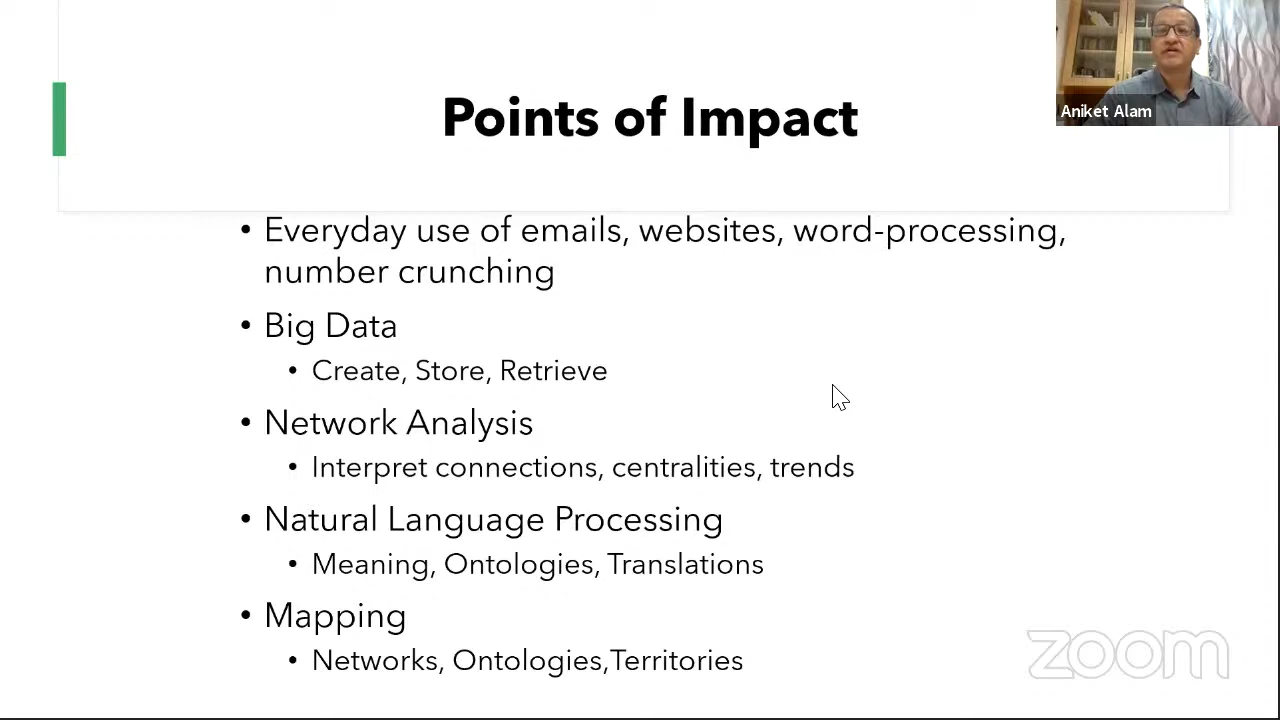 Points of Impact
Aniket Alam
• Everyday use of emails, websites, word-processing,
number crunching
• Big Data
• Create, Store, Retrieve
• Network Analysis
• Interpret connections, centralities, trends
• Natural Language Processing
• Meaning, Ontologies, Translations
• Mapping
• Networks, Ontologies,Territories
zoom